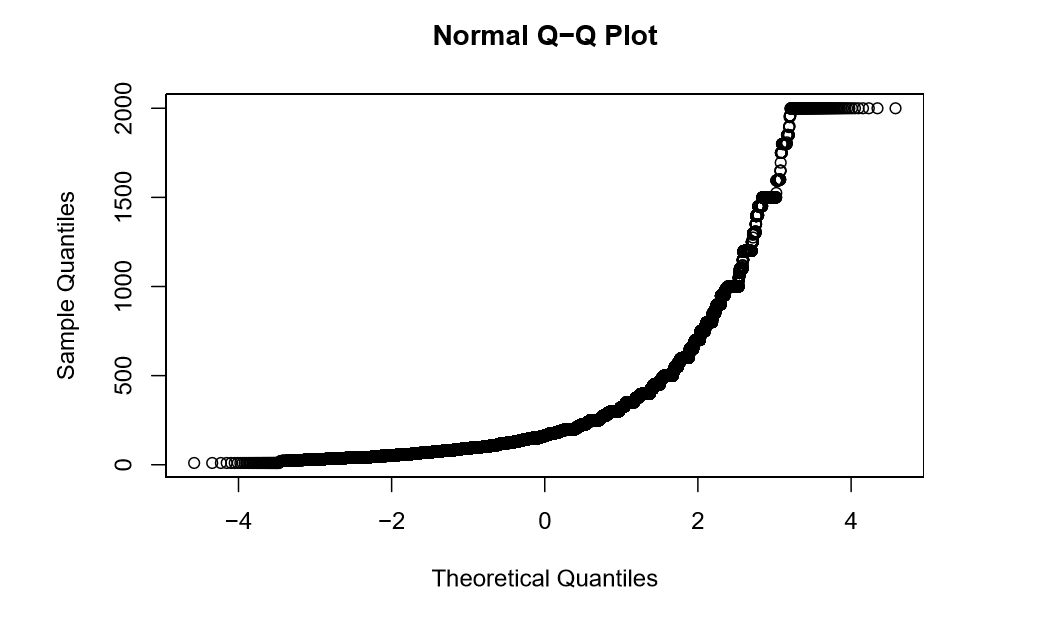 Normal Q−Q Plot
Sample Quantiles
2000
1500
1000
500
0
−4 −2 0 2 4
Theoretical Quantiles